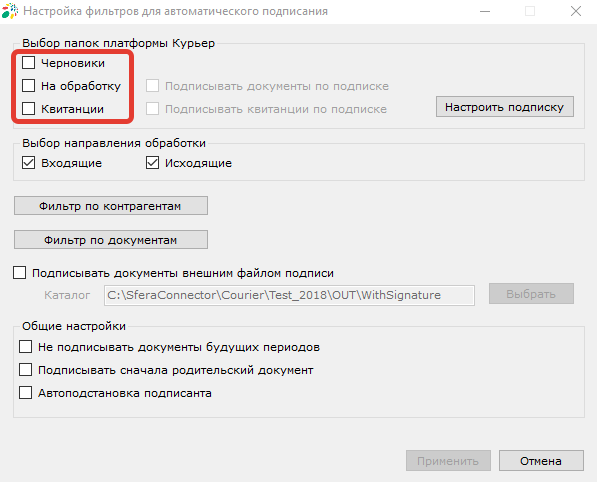 Настройка фильтров для автоматического подписания
Выбор папок платформы Курьер
Черновики
На обработку Подписывать документы по подписке
Квитанции Подписывать квитанции по подписке Настроить подписку
Выбор направления обработки
Входящие Исходящие
Фильтр по контрагентам
Фильтр по документам
Подписывать документы внешним файлом подписи
Каталог C:\SferaConnector\Courier\Test_2018\OUT\WithSignature Выбрать
Общие настройки
Не подписывать документы будущих периодов
Подписывать сначала родительский документ
Автоподстановка подписанта
Применить Отмена